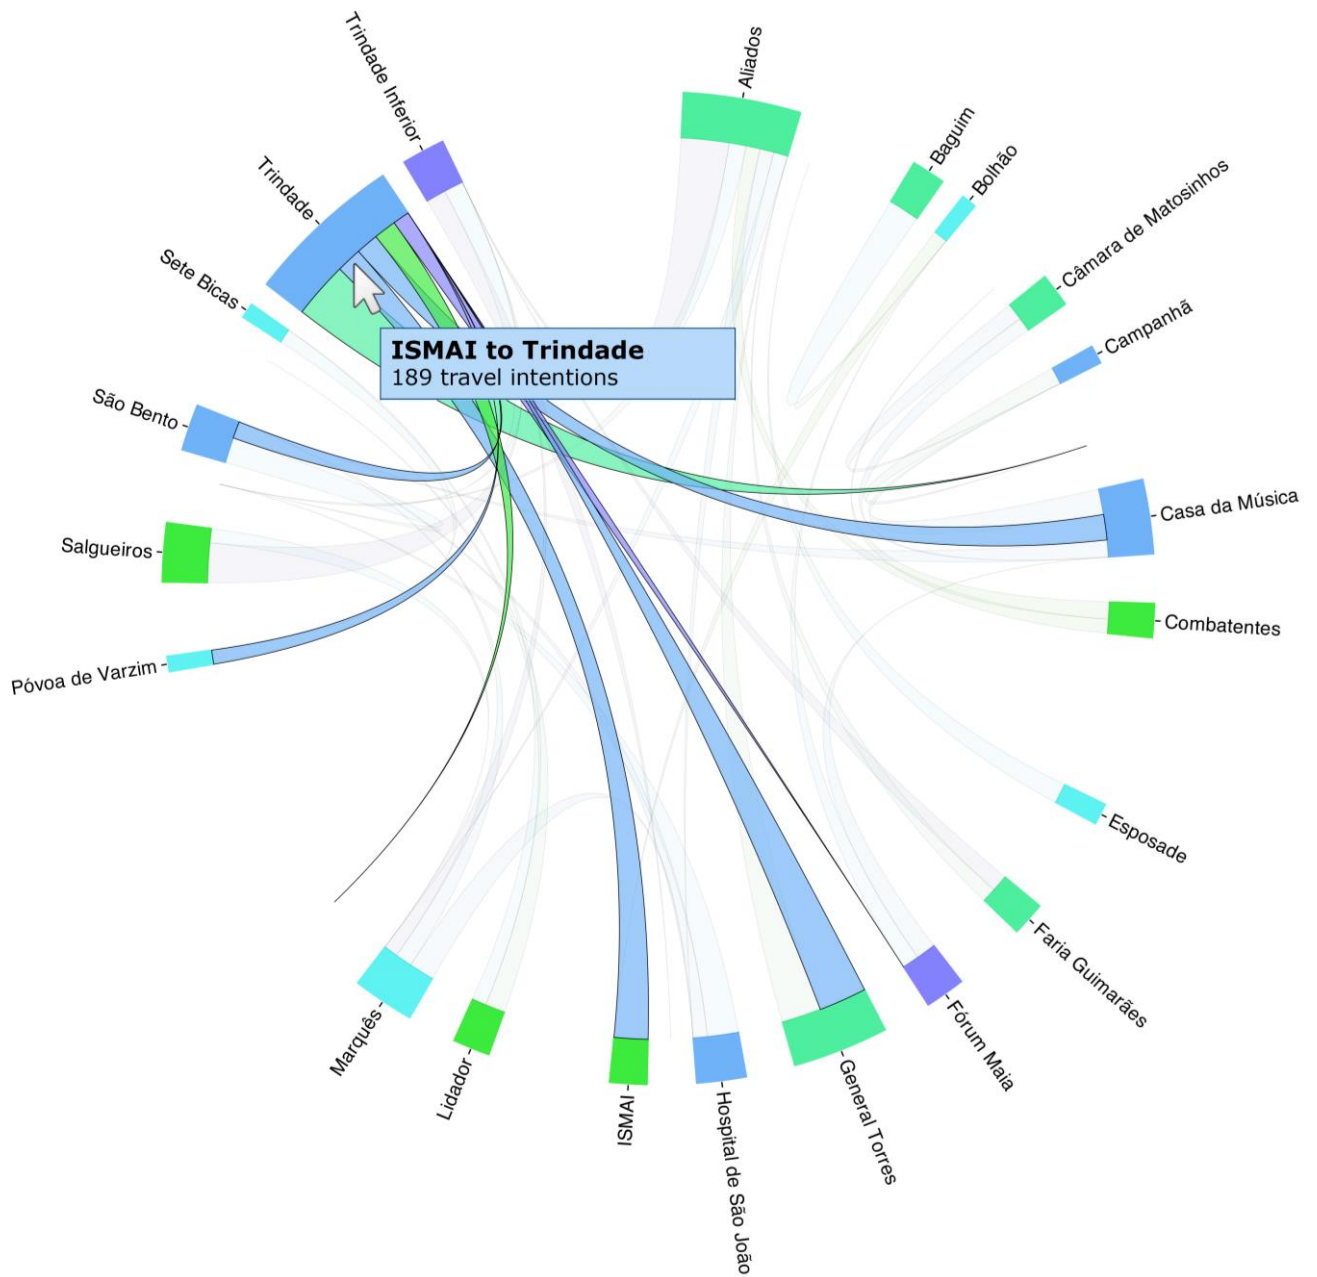 Trindade Inferior
Aliados
Baguim
Bolhão
Câmara de Matosinhos
Campanhã
Casa da Música
Combatentes
Esposade
Faria Guimarães
Fórum Maia
General Torres
Hospital de São João
ISMAI
Lidador
Marquês
Póvoa de Varzim
Salgueiros
São Bento
Sete Bicas
Trindade
ISMAI to Trindade
189 travel intentions